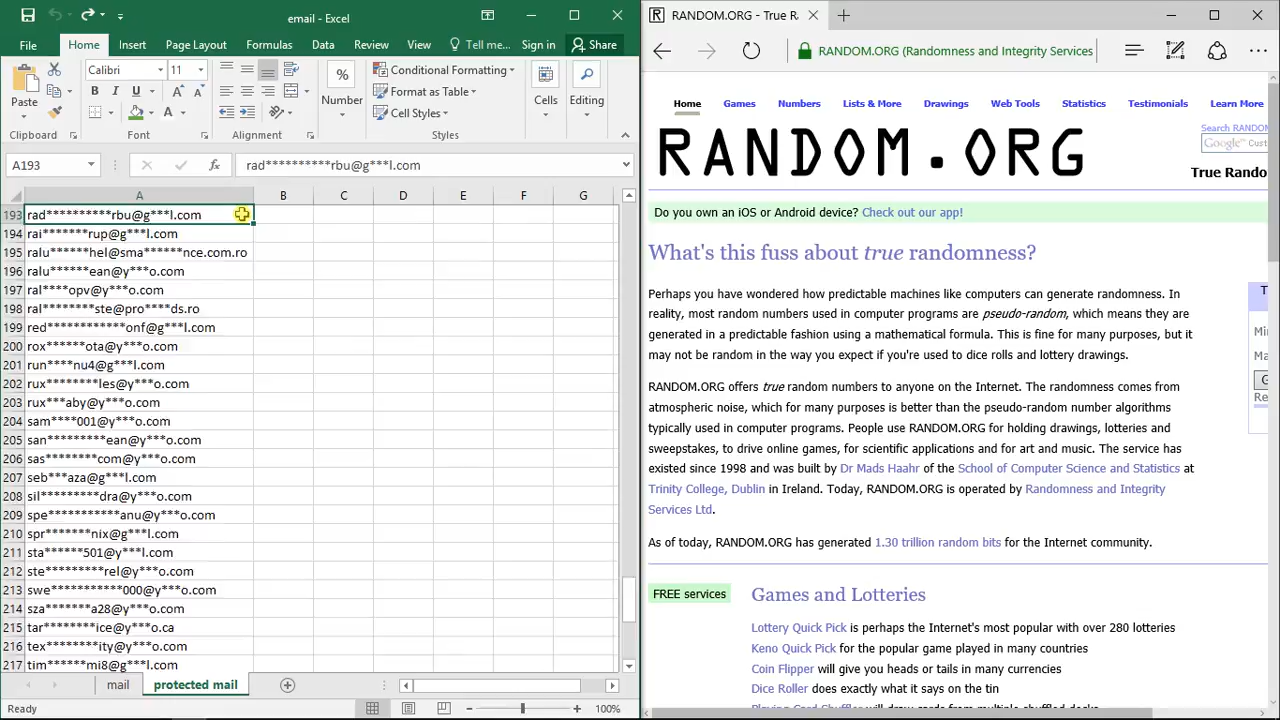 email - Excel
File
Home
Insert
Page Layout
Formulas
Data
Review
View
Tell me...
Sign in
Share
Paste
Calibri
11
B I U
A A
%
Number
Conditional Formatting
Format as Table
Cell Styles
Cells
Editing
Clipboard
Font
Alignment
Styles
A193
fx
rad**********rbu@g***l.com
A B C D E F G
193 rad**********rbu@g***l.com
194 rai*******rup@g***l.com
195 ralu******hel@sma******nce.com.ro
196 ralu******ean@y***o.com
197 ral****opv@y***o.com
198 ral********ste@pro****ds.ro
199 red************onf@g***l.com
200 rox******ota@y***o.com
201 run****nu4@g***l.com
202 rux********les@y***o.com
203 rux***aby@y***o.com
204 sam****001@y***o.com
205 san**********ean@y***o.com
206 sas********com@y***o.com
207 seb***aza@g***l.com
208 sil*********dra@y***o.com
209 spe************anu@y***o.com
210 spr*******nix@g***l.com
211 sta******501@y***l.com
212 ste*********rel@y***o.com
213 swe***********000@y***o.com
214 sza*******a28@y***o.com
215 tar*******ice@y***o.ca
216 tex*******ity@y***o.com
217 tim******mi8@g***l.com
mail
protected mail
100%
RANDOM.ORG - True R
RANDOM.ORG (Randomness and Integrity Services
Home
Games
Numbers
Lists & More
Drawings
Web Tools
Statistics
Testimonials
Learn More
RANDOM.ORG
Search RANDOM
Google Cust
True Rando
Do you own an iOS or Android device? Check out our app!
What's this fuss about true randomness?
Perhaps you have wondered how predictable machines like computers can generate randomness. In
reality, most random numbers used in computer programs are pseudo-random, which means they are
generated in a predictable fashion using a mathematical formula. This is fine for many purposes, but it
may not be random in the way you expect if you're used to dice rolls and lottery drawings.
RANDOM.ORG offers true random numbers to anyone on the Internet. The randomness comes from
atmospheric noise, which for many purposes is better than the pseudo-random number algorithms
typically used in computer programs. People use RANDOM.ORG for holding drawings, lotteries and
sweepstakes, to drive online games, for scientific applications and for art and music. The service has
existed since 1998 and was built by Dr Mads Haahr of the School of Computer Science and Statistics at
Trinity College, Dublin in Ireland. Today, RANDOM.ORG is operated by Randomness and Integrity
Services Ltd.
As of today, RANDOM.ORG has generated 1.30 trillion random bits for the Internet community.
T
Min
Ma
G
Re
FREE services
Games and Lotteries
Lottery Quick Pick is perhaps the Internet's most popular with over 280 lotteries
Keno Quick Pick for the popular game played in many countries
Coin Flipper will give you heads or tails in many currencies
Dice Roller does exactly what it says on the tin